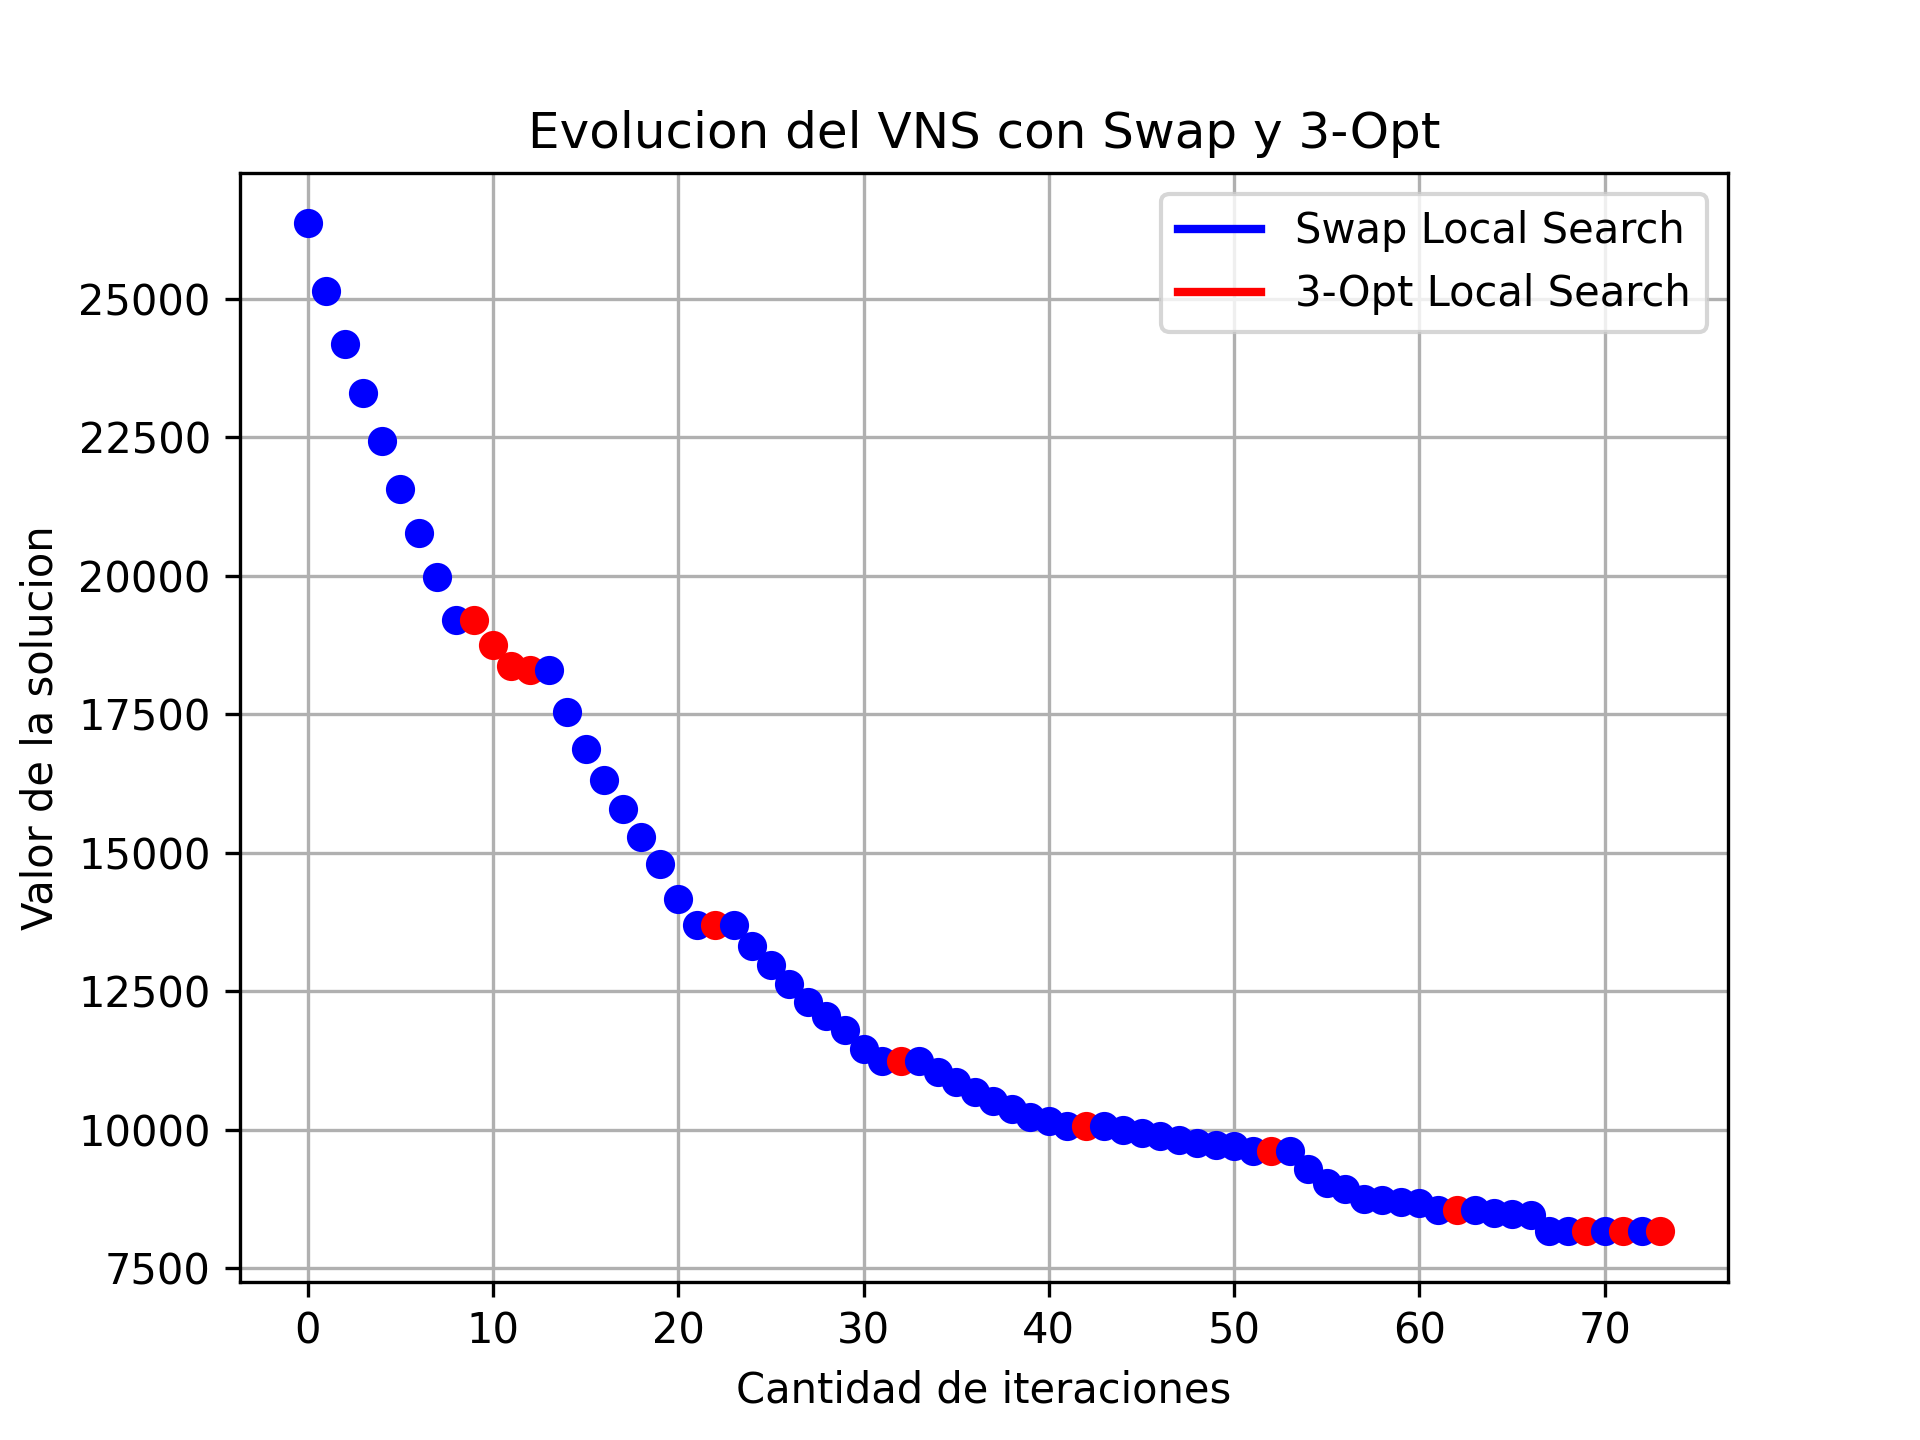 Evolucion del VNS con Swap y 3-Opt
Swap Local Search
3-Opt Local Search
Valor de la solucion
25000
22500
20000
17500
15000
12500
10000
7500
0 10 20 30 40 50 60 70
Cantidad de iteraciones